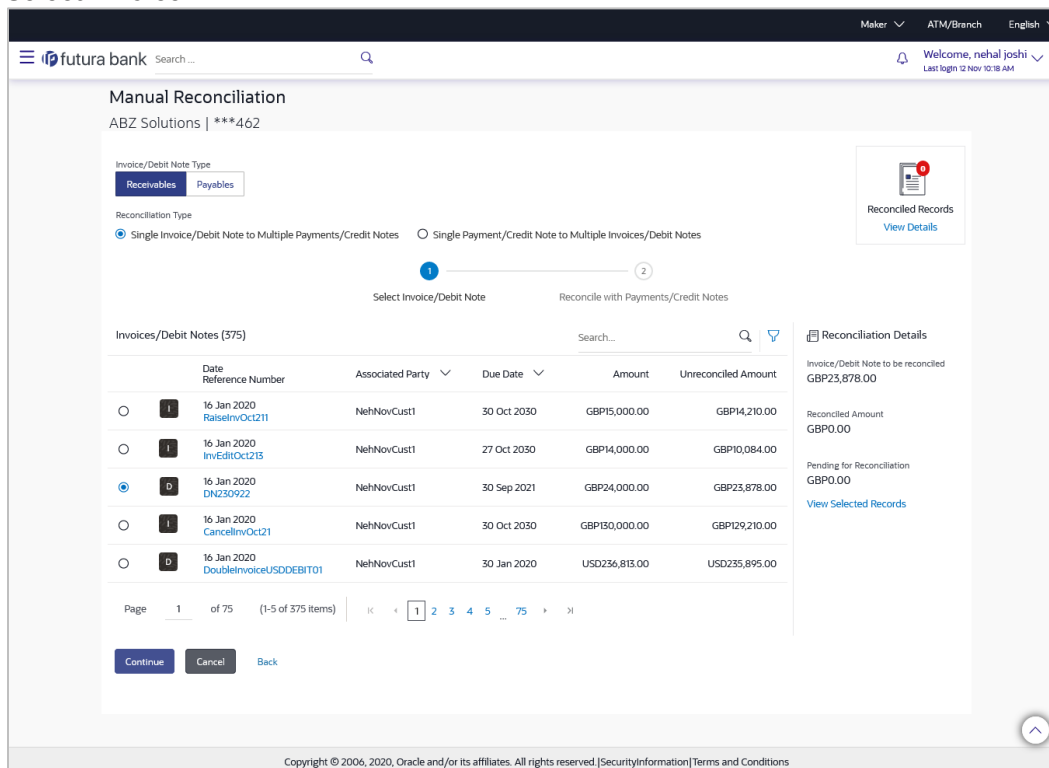 Maker ATM/Branch English
futura bank Search ...
Welcome, nehal joshi
Last login 12 Nov 10:18 AM
Manual Reconciliation
ABZ Solutions | ***462
Invoice/Debit Note Type
Receivables Payables
0
Reconciled Records
View Details
Reconciliation Type
Single Invoice/Debit Note to Multiple Payments/Credit Notes Single Payment/Credit Note to Multiple Invoices/Debit Notes
1 2
Select Invoice/Debit Note Reconcile with Payments/Credit Notes
Invoices/Debit Notes (375) Search...
Date
Reference Number Associated Party Due Date Amount Unreconciled Amount
I 16 Jan 2020
RaiseInvOct211 NehNovCust1 30 Oct 2030 GBP15,000.00 GBP14,210.00
I 16 Jan 2020
InvEditOct213 NehNovCust1 27 Oct 2030 GBP14,000.00 GBP10,084.00
D 16 Jan 2020
DN230922 NehNovCust1 30 Sep 2021 GBP24,000.00 GBP23,878.00
I 16 Jan 2020
CancelInvOct21 NehNovCust1 30 Oct 2030 GBP130,000.00 GBP129,210.00
D 16 Jan 2020
DoubleInvoiceUSDDEBIT01 NehNovCust1 30 Jan 2020 USD236,813.00 USD235,895.00
Page 1 of 75 (1-5 of 375 items) 1 2 3 4 5 ... 75
Reconciliation Details
Invoice/Debit Note to be reconciled
GBP23,878.00
Reconciled Amount
GBP0.00
Pending for Reconciliation
GBP0.00
View Selected Records
Continue Cancel Back
Copyright © 2006, 2020, Oracle and/or its affiliates. All rights reserved.|SecurityInformation|Terms and Conditions